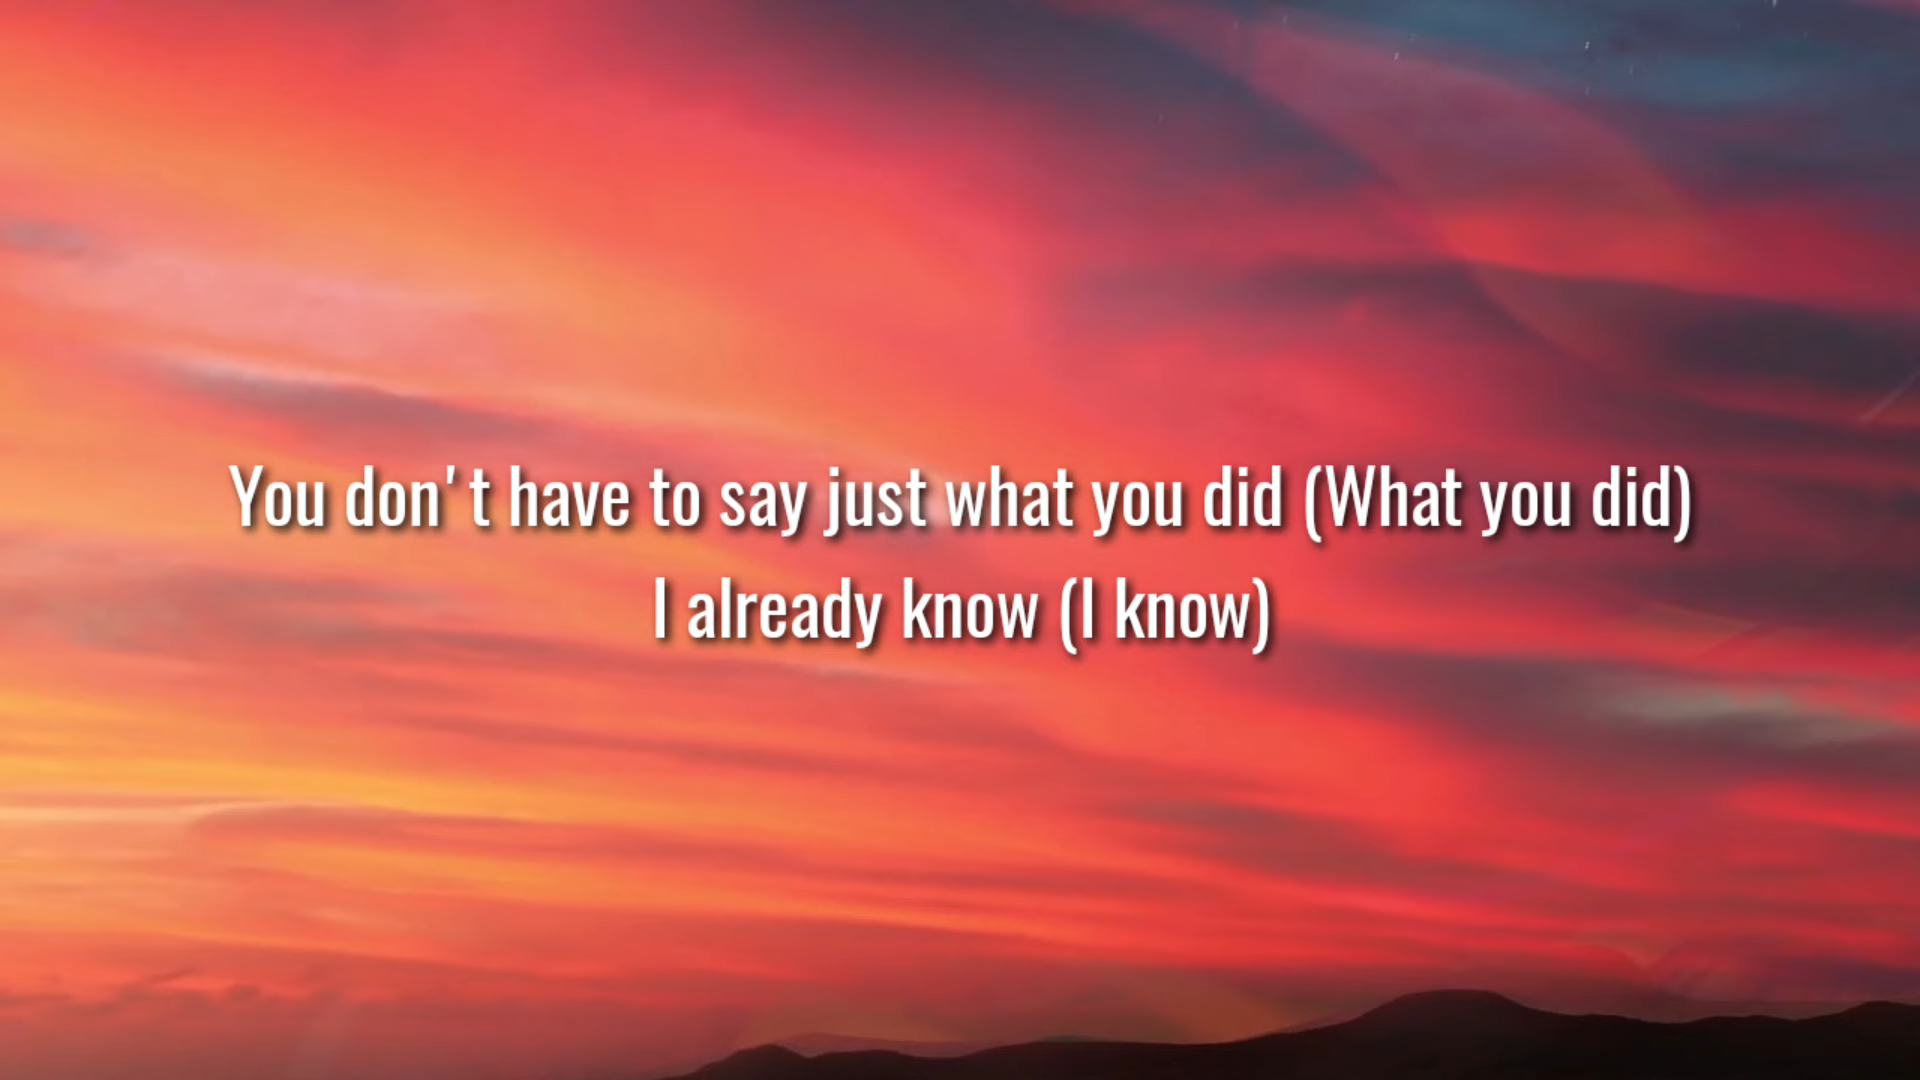 You don't have to say just what you did (What you did)
I already know (I know)